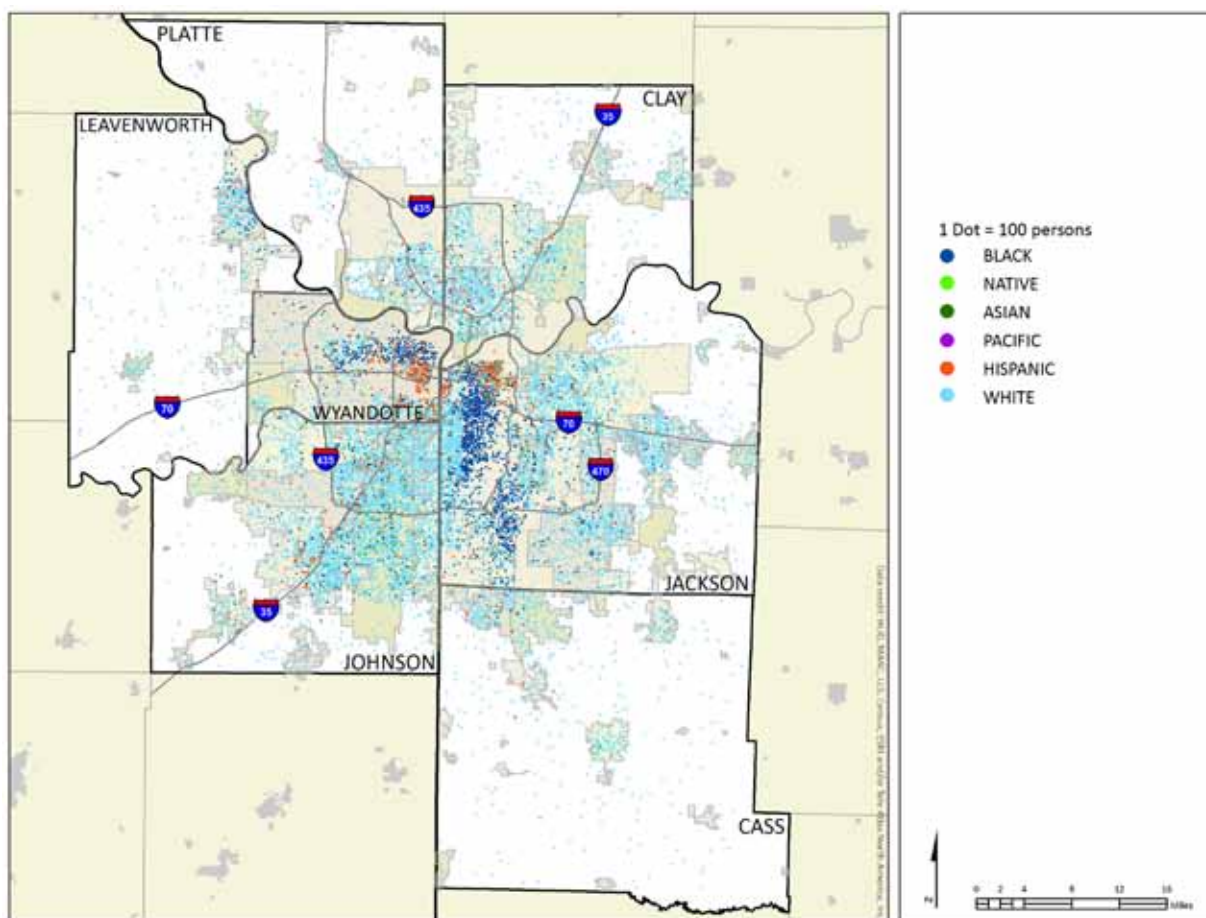 PLATTE
CLAY
35
LEAVENWORTH
435
70
WYANDOTTE
70
435
470
JACKSON
35
JOHNSON
CASS
1 Dot = 100 persons
BLACK
NATIVE
ASIAN
PACIFIC
HISPANIC
WHITE
0 2 4 8 12 16
Miles